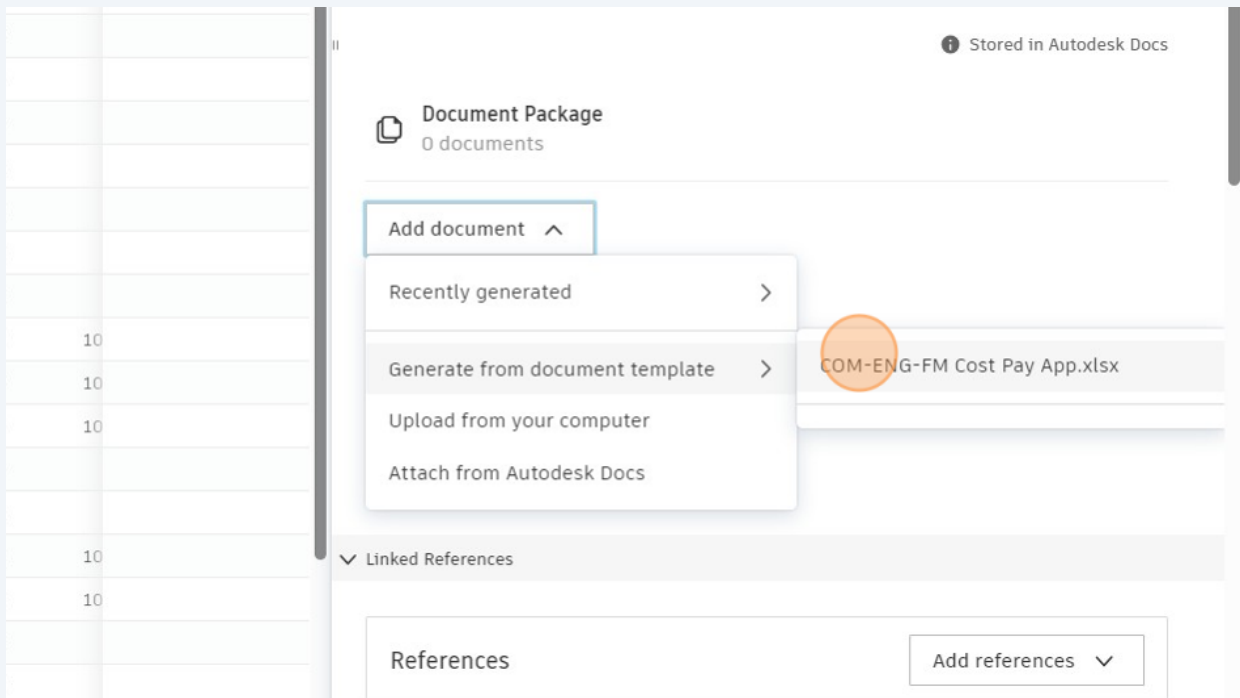 Stored in Autodesk Docs
Document Package
0 documents
Add document
Recently generated
Generate from document template
COM-ENG-FM Cost Pay App.xlsx
Upload from your computer
Attach from Autodesk Docs
10
10
10
10
10
Linked References
References
Add references